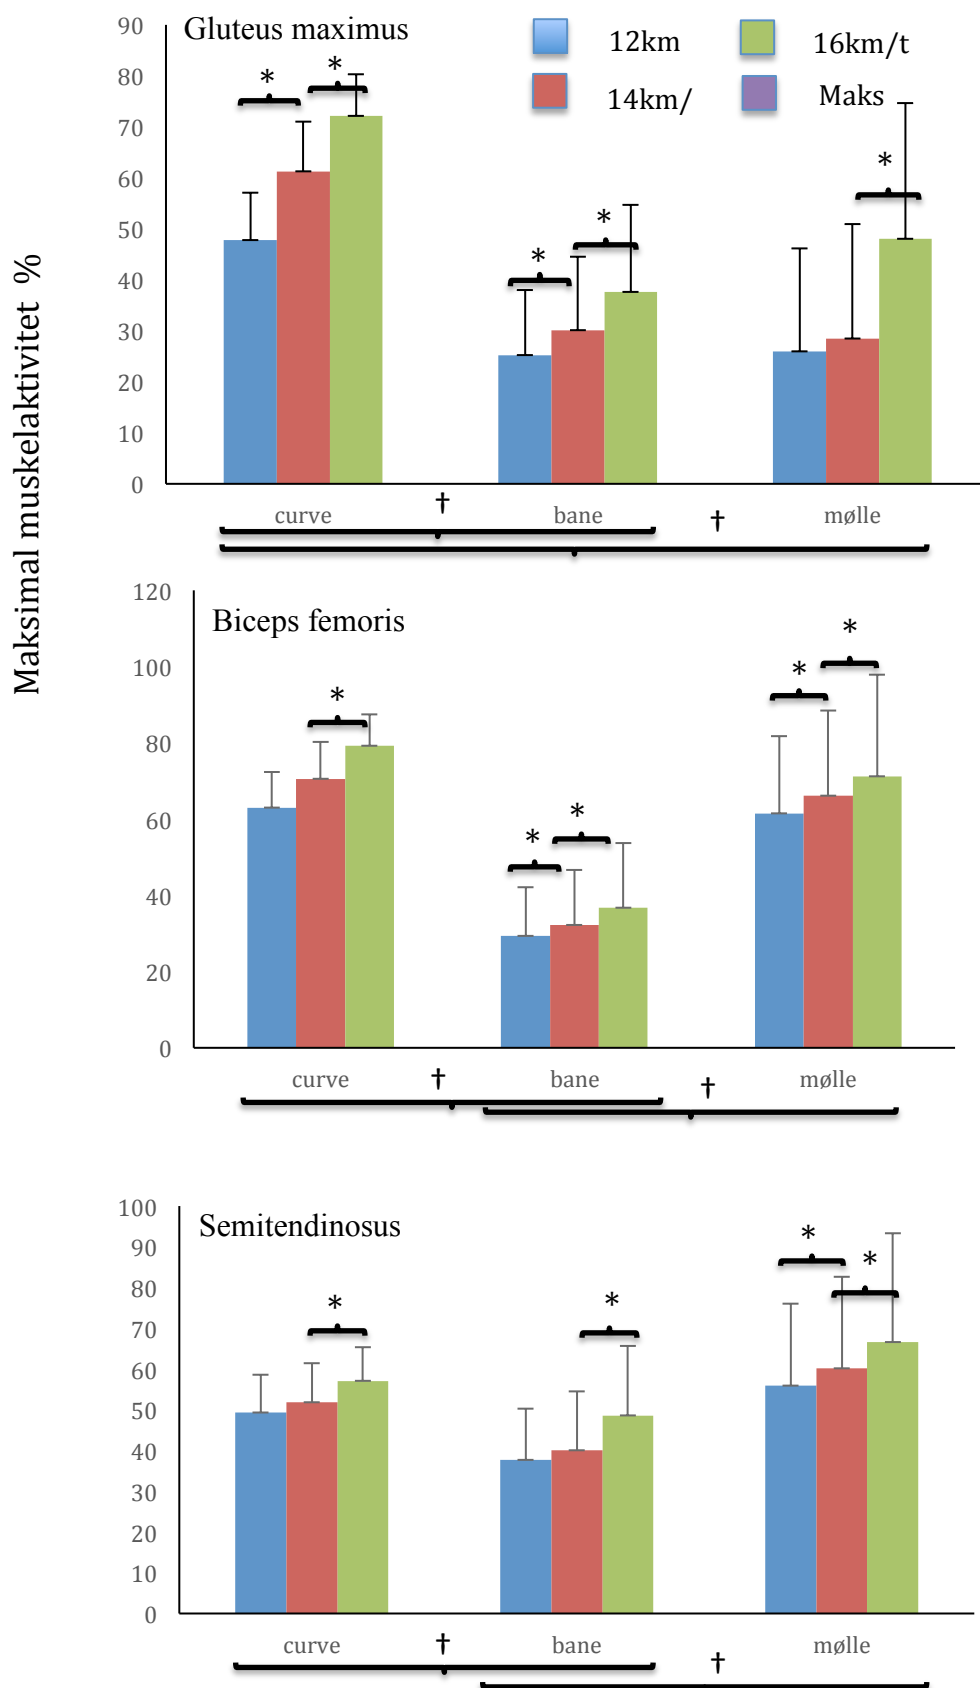 Maksimal muskelaktivitet %
Gluteus maximus
12km
16km/t
14km/
Maks
90
80
70
60
50
40
30
20
10
0
* * * * *
curve † bane † mølle
Biceps femoris
120
100
80
60
40
20
0
* * * * *
curve † bane † mølle
Semitendinosus
100
90
80
70
60
50
40
30
20
10
0
* * * *
curve † bane † mølle